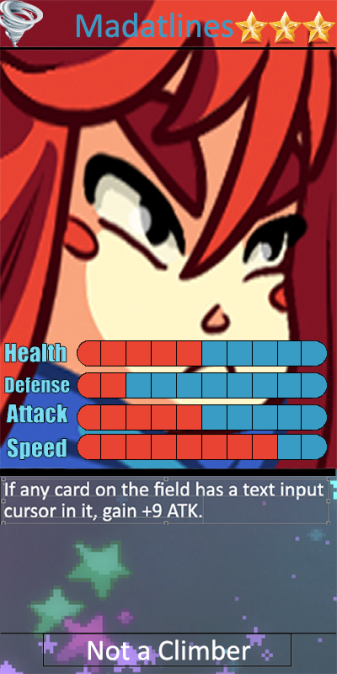 Madatlines
Health
Defense
Attack
Speed
If any card on the field has a text input
cursor in it, gain +9 ATK.
Not a Climber